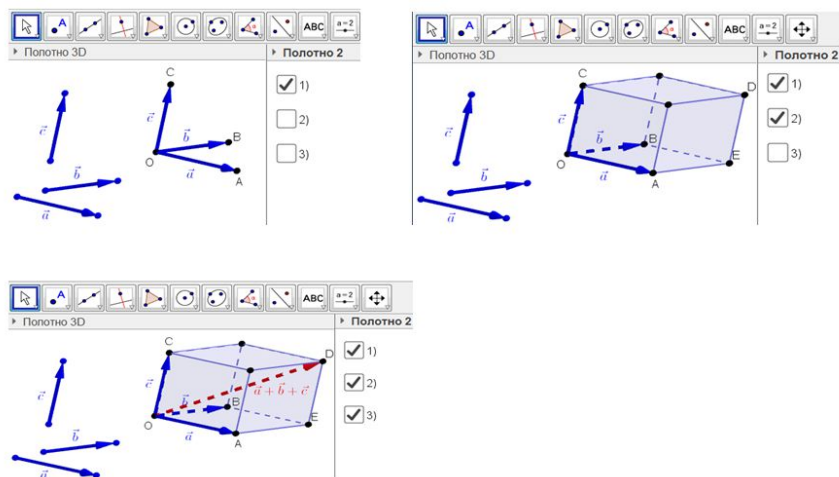 A ABC a=2
Полотно 3D Полотно 2
C
c⃗
b⃗
a⃗
c⃗ b⃗ B
O a⃗
A
1)
2)
3)
A ABC a=2
Полотно 3D Полотно 2
C D
c⃗
b⃗
a⃗
c⃗ b⃗ B
O a⃗ E
A
1)
2)
3)
A ABC a=2
Полотно 3D Полотно 2
C D
c⃗
b⃗
a⃗
c⃗ a⃗ + b⃗ + c⃗
b⃗ B
O a⃗ E
A
1)
2)
3)